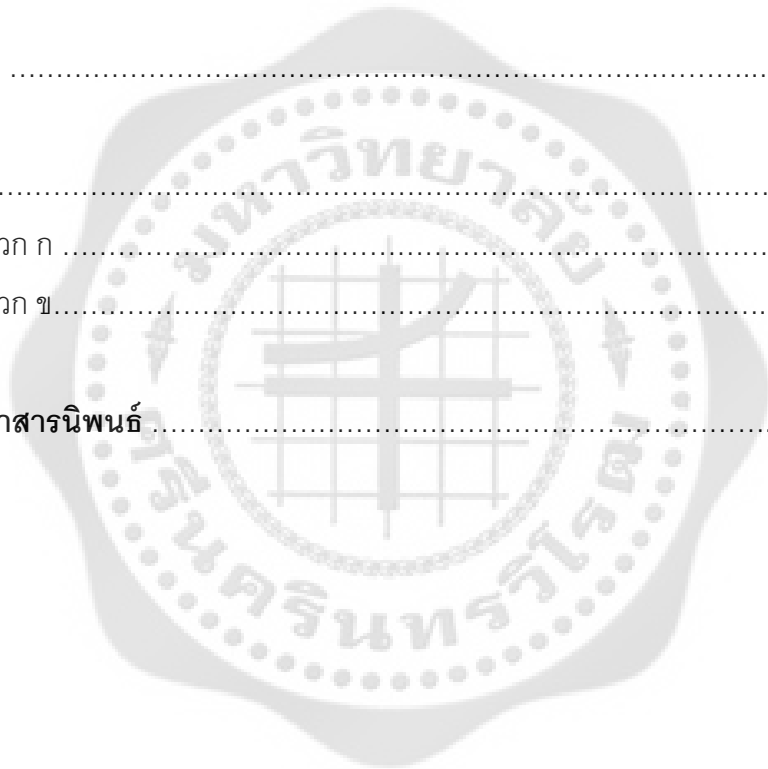 ............................................................
............................................................
วก ก ............................................................
วก ข............................................................
าสารนิพนธ์ ............................................................
มหาวิทยาลัย
ศรีนครินทรวิโรฒ